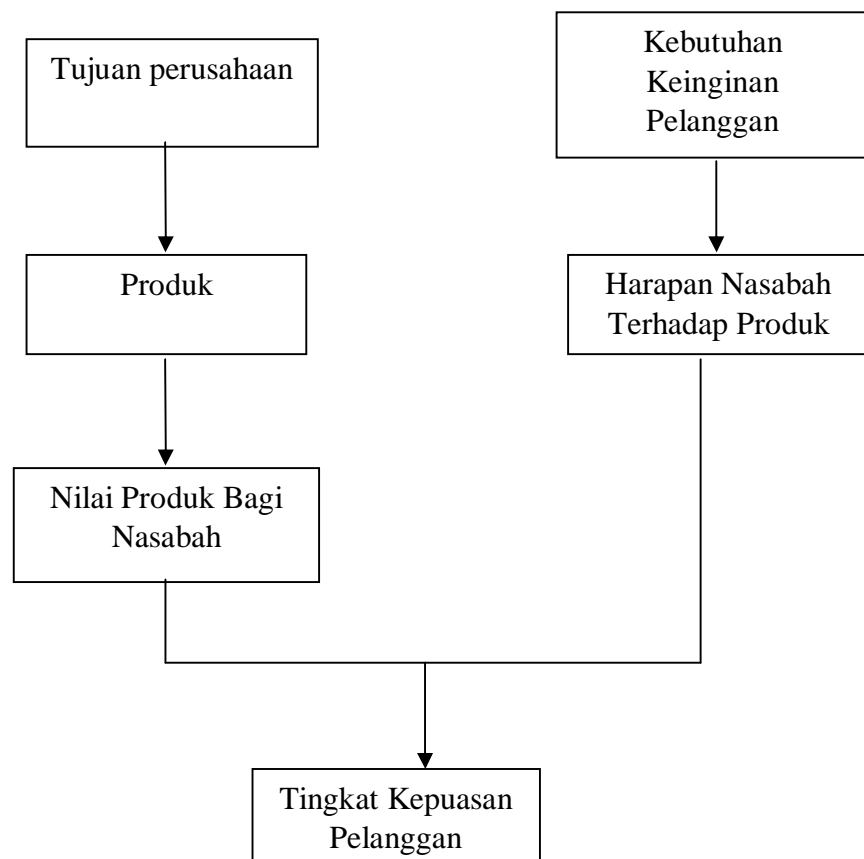 Tujuan perusahaan
Kebutuhan
Keinginan
Pelanggan
Produk
Harapan Nasabah
Terhadap Produk
Nilai Produk Bagi
Nasabah
Tingkat Kepuasan
Pelanggan